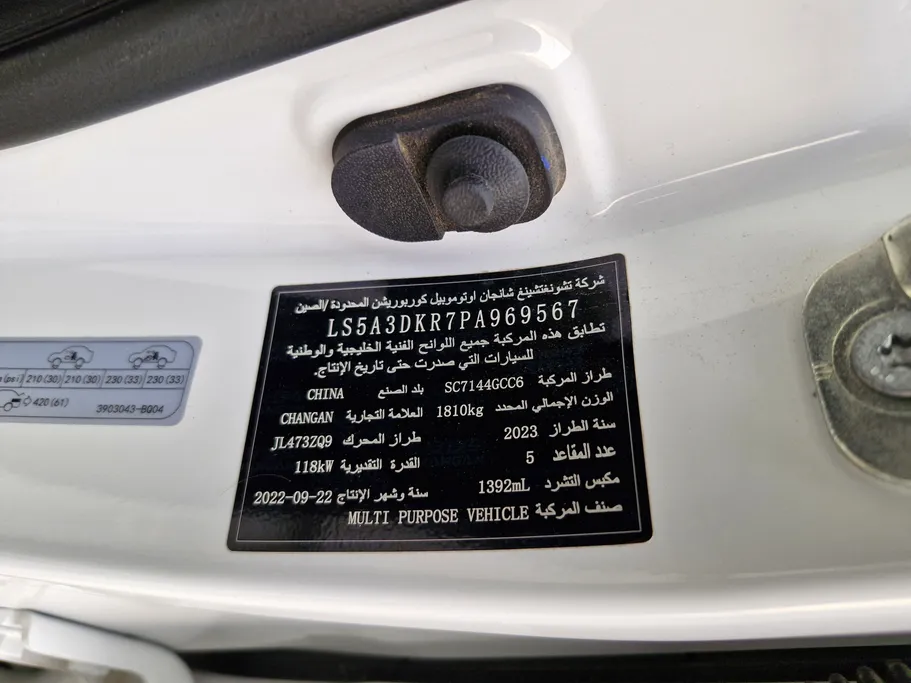 شركة تشونغتشينغ شانجان اوتوموبيل كوربوريشن المحدودة /الصين
LS5A3DKR7PA969567
تطابق هذه المركبة جميع اللوائح الفنية الخليجية والوطنية
للسيارات التي صدرت حتى تاريخ الإنتاج.
طراز المركبة SC7144GCC6 بلد الصنع CHINA
الوزن الإجمالي المحدد 1810kg العلامة التجارية CHANGAN
سنة الطراز 2023 طراز المحرك JL473ZQ9
عدد المقاعد 5 القدرة التقديرية 118kW
مكبس التشرد 1392mL سنة وشهر الإنتاج 2022-09-22
صنف المركبة MULTI PURPOSE VEHICLE
210 (30) 210 (30) 230 (33) 230 (33)
420 (61) 3903043-BQ04